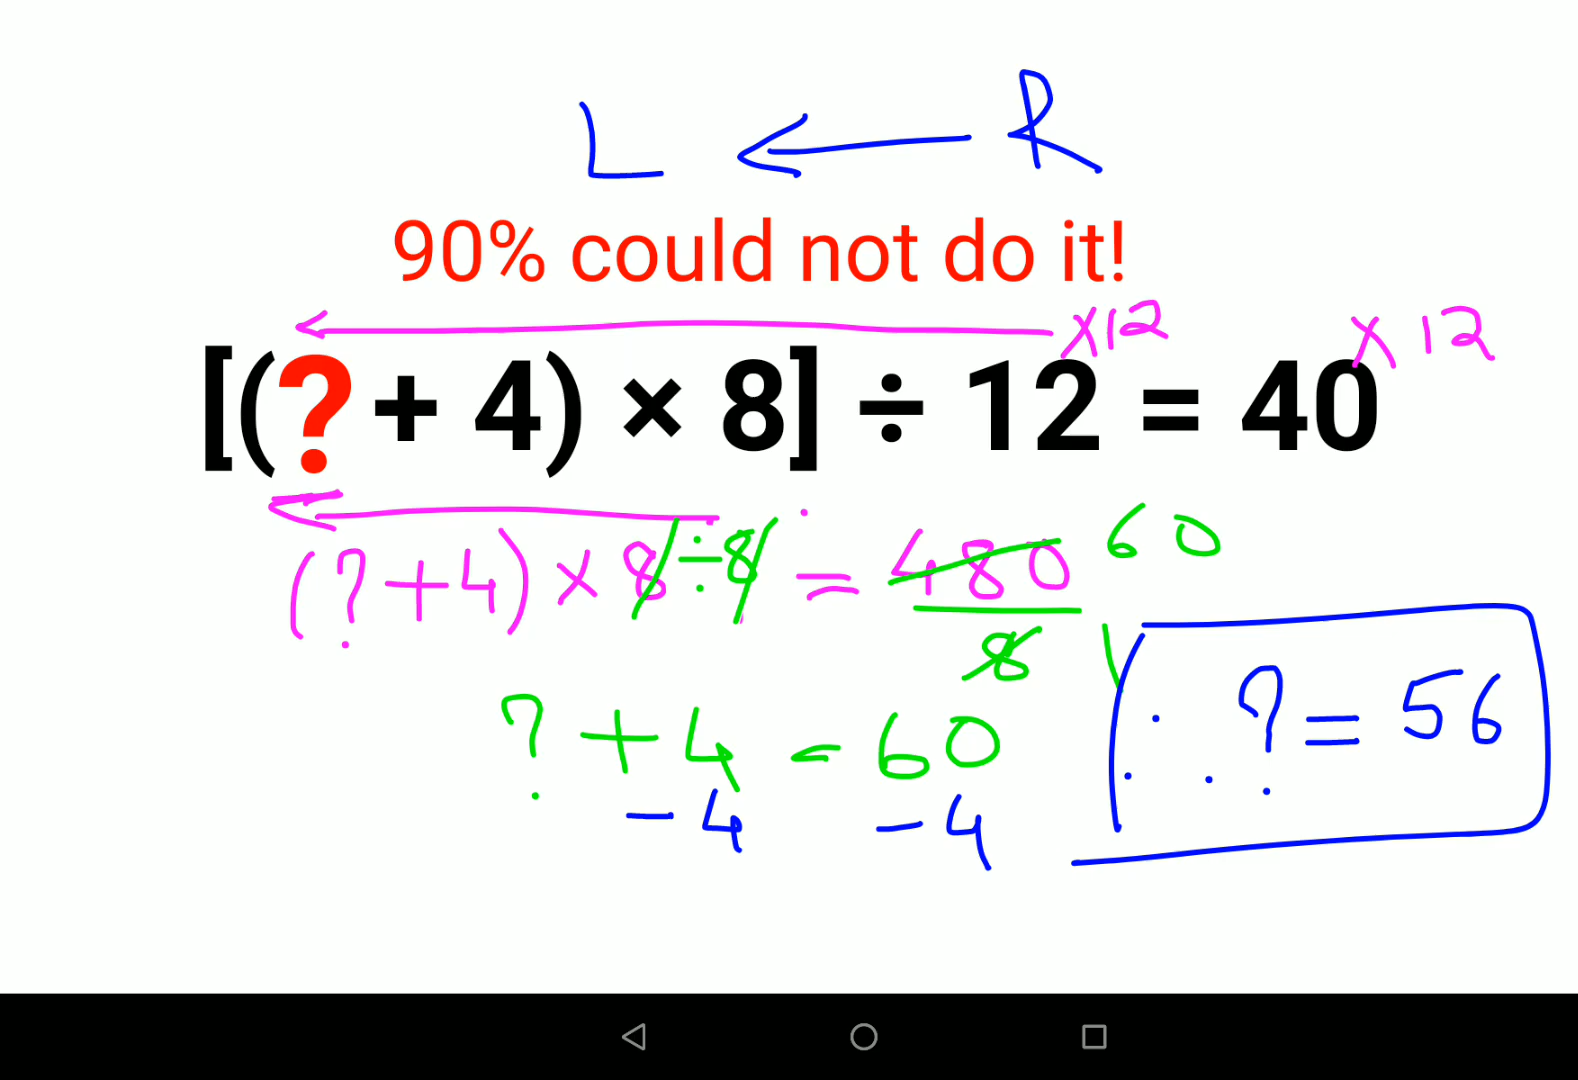 L ← R
90% could not do it!
×12 ×12
[(?+ 4) × 8] ÷ 12 = 40
(?+4) × 8 ÷ 8 = 480 60
8 1
? + 4 = 60
- 4 - 4
∴ ? = 56